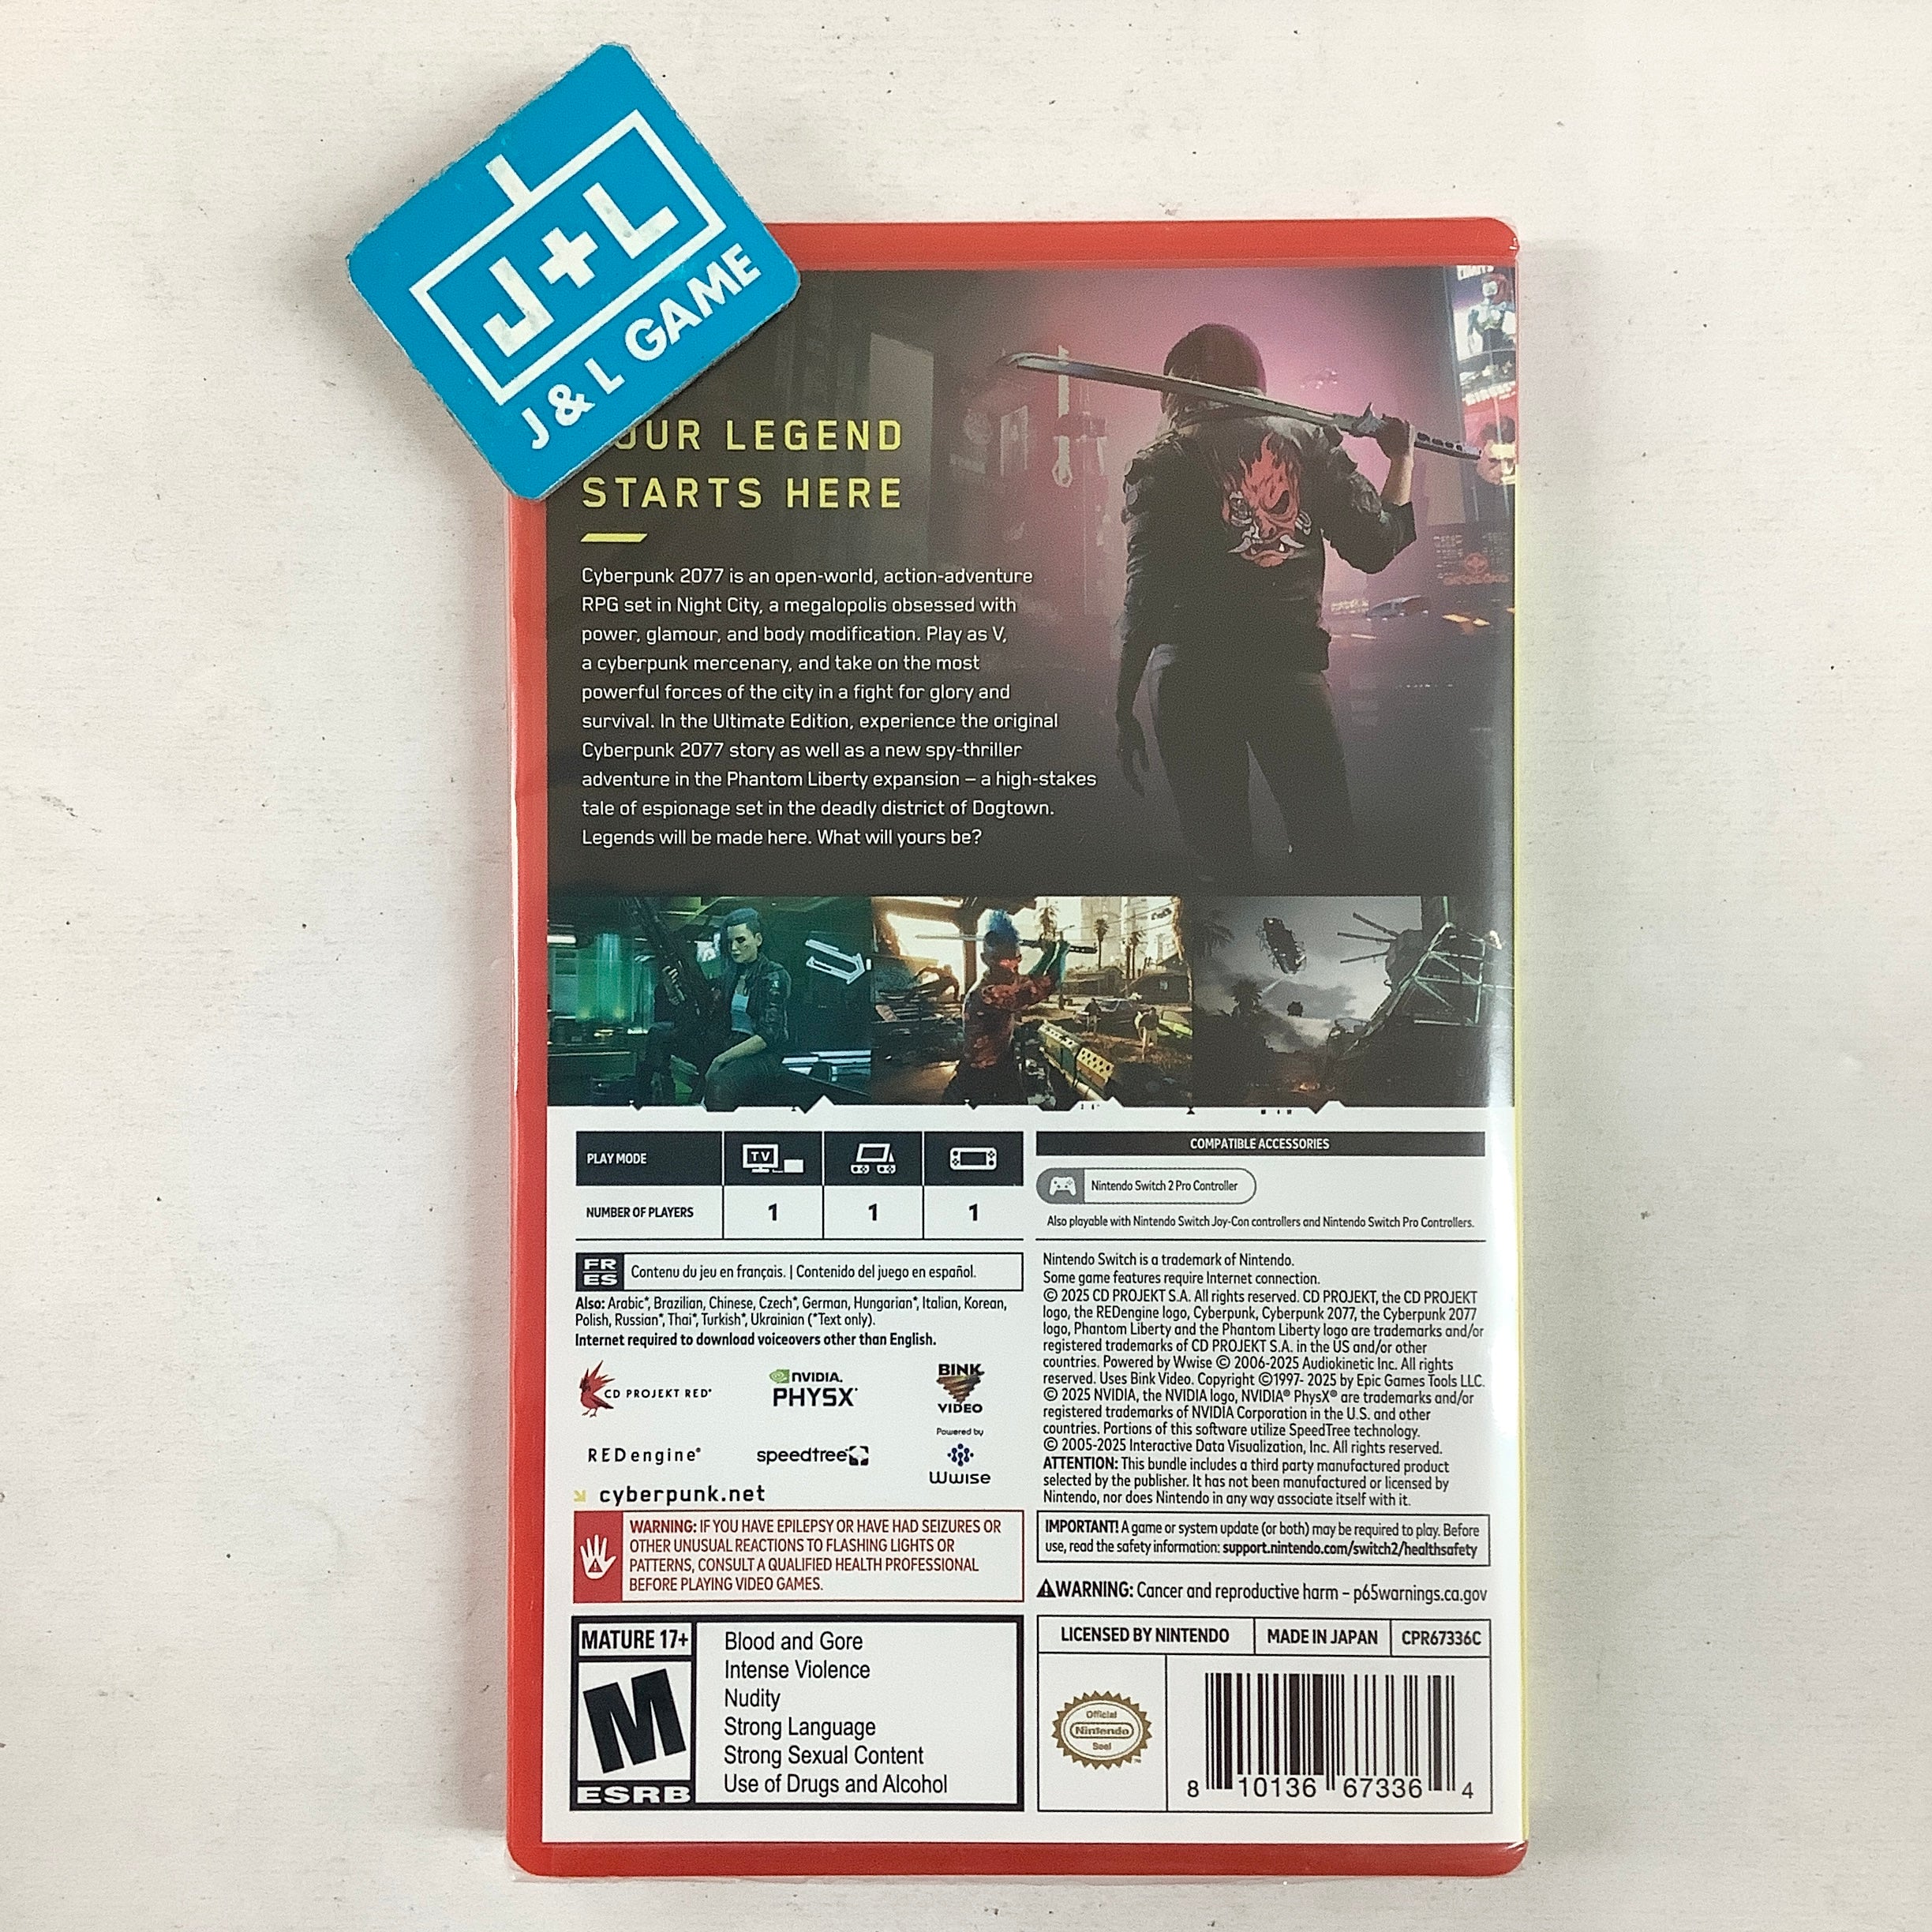 J+L
J & L GAME
OUR LEGEND
STARTS HERE
Cyberpunk 2077 is an open-world, action-adventure
RPG set in Night City, a megalopolis obsessed with
power, glamour, and body modification. Play as V,
a cyberpunk mercenary, and take on the most
powerful forces of the city in a fight for glory and
survival. In the Ultimate Edition, experience the original
Cyberpunk 2077 story as well as a new spy-thriller
adventure in the Phantom Liberty expansion – a high-stakes
tale of espionage set in the deadly district of Dogtown.
Legends will be made here. What will yours be?
PLAY MODE
TV
NUMBER OF PLAYERS
1 1 1
FR
ES
Contenu du jeu en français. | Contenido del juego en español.
Also: Arabic*, Brazilian, Chinese, Czech*, German, Hungarian*, Italian, Korean,
Polish, Russian*, Thai*, Turkish*, Ukrainian (*Text only).
Internet required to download voiceovers other than English.
CD PROJEKT RED®
NVIDIA.
PHYSX®
BINK
VIDEO
REDengine®
speedtree
Powered by
Wwise
cyberpunk.net
WARNING: IF YOU HAVE EPILEPSY OR HAVE HAD SEIZURES OR
OTHER UNUSUAL REACTIONS TO FLASHING LIGHTS OR
PATTERNS, CONSULT A QUALIFIED HEALTH PROFESSIONAL
BEFORE PLAYING VIDEO GAMES.
MATURE 17+
M
ESRB
Blood and Gore
Intense Violence
Nudity
Strong Language
Strong Sexual Content
Use of Drugs and Alcohol
COMPATIBLE ACCESSORIES
Nintendo Switch 2 Pro Controller
Also playable with Nintendo Switch Joy-Con controllers and Nintendo Switch Pro Controllers.
Nintendo Switch is a trademark of Nintendo.
Some game features require Internet connection.
© 2025 CD PROJEKT S.A. All rights reserved. CD PROJEKT, the CD PROJEKT
logo, the REDengine logo, Cyberpunk, Cyberpunk 2077, the Cyberpunk 2077
logo, Phantom Liberty and the Phantom Liberty logo are trademarks and/or
registered trademarks of CD PROJEKT S.A. in the US and/or other
countries. Powered by Wwise © 2006-2025 Audiokinetic Inc. All rights
reserved. Uses Bink Video. Copyright ©1997- 2025 by Epic Games Tools LLC.
© 2025 NVIDIA, the NVIDIA logo, NVIDIA® PhysX® are trademarks and/or
registered trademarks of NVIDIA Corporation in the U.S. and other
countries. Portions of this software utilize SpeedTree technology.
© 2005-2025 Interactive Data Visualization, Inc. All rights reserved.
ATTENTION: This bundle includes a third party manufactured product
selected by the publisher. It has not been manufactured or licensed by
Nintendo, nor does Nintendo in any way associate itself with it.
IMPORTANT! A game or system update (or both) may be required to play. Before
use, read the safety information: support.nintendo.com/switch2/healthsafety
WARNING: Cancer and reproductive harm – p65warnings.ca.gov
LICENSED BY NINTENDO
MADE IN JAPAN
CPR67336C
Official
Nintendo
Seal
8 10136 67336 4